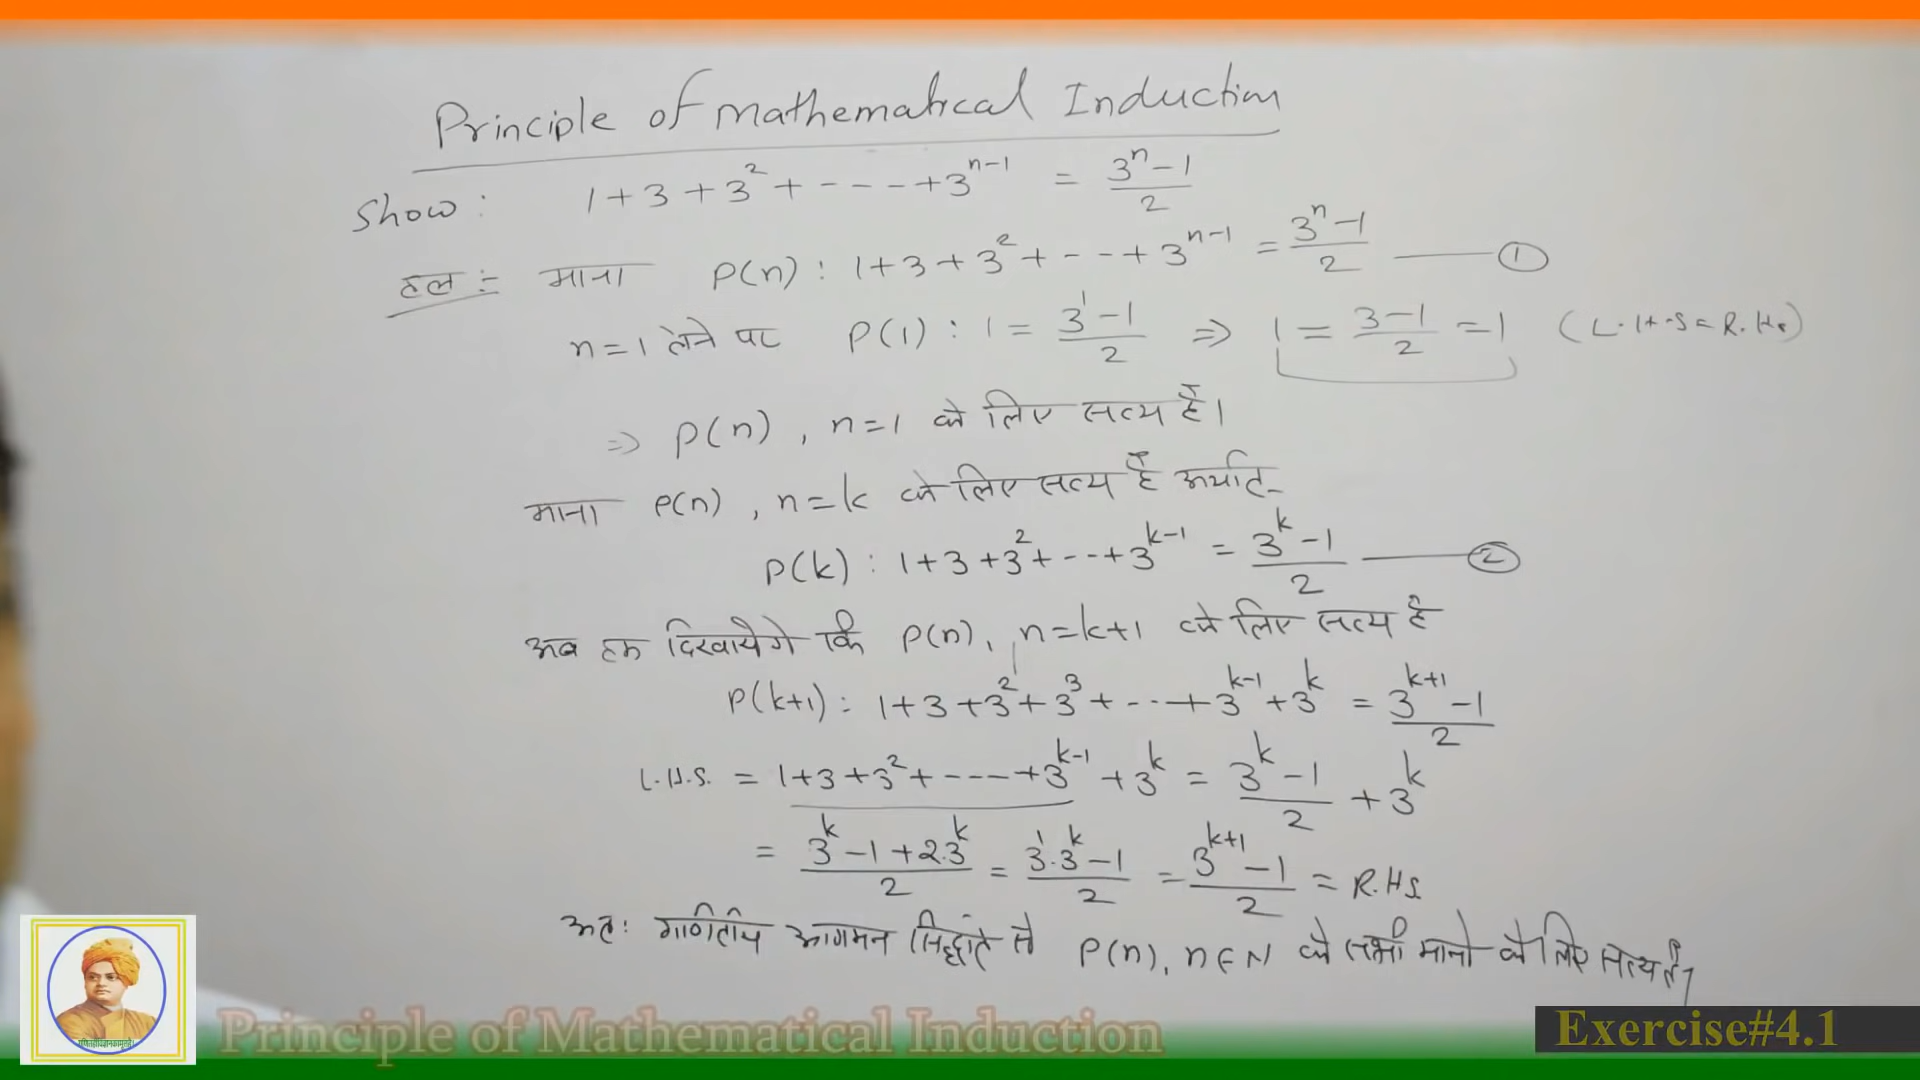 Principle of Mathematical Induction
Show: 1+3+3²+----+3ⁿ⁻¹ = (3ⁿ-1)/2
हल:- माना P(n): 1+3+3²+---+3ⁿ⁻¹ = (3ⁿ-1)/2 —— ①
n=1 लेने पर P(1): 1 = (3¹-1)/2 ⇒ 1 = (3-1)/2 = 1 (L.H.S = R.H.S)
⇒ P(n), n=1 के लिए सत्य है।
माना P(n), n=k के लिए सत्य है अर्थात्-
P(k): 1+3+3²+---+3ᵏ⁻¹ = (3ᵏ-1)/2 —— ②
अब हम दिखायेगे कि P(n), n=k+1 के लिए सत्य है
P(k+1): 1+3+3²+3³+---+3ᵏ⁻¹+3ᵏ = (3ᵏ⁺¹-1)/2
L.H.S. = 1+3+3²+----+3ᵏ⁻¹+3ᵏ = (3ᵏ-1)/2 + 3ᵏ
= (3ᵏ-1+2.3ᵏ)/2 = (3¹.3ᵏ-1)/2 = (3ᵏ⁺¹-1)/2 = R.HS
अत: गणितीय आगमन सिद्धांत से P(n), n∈N के सभी मानो के लिए सत्य है।
Principle of Mathematical Induction
Exercise#4.1